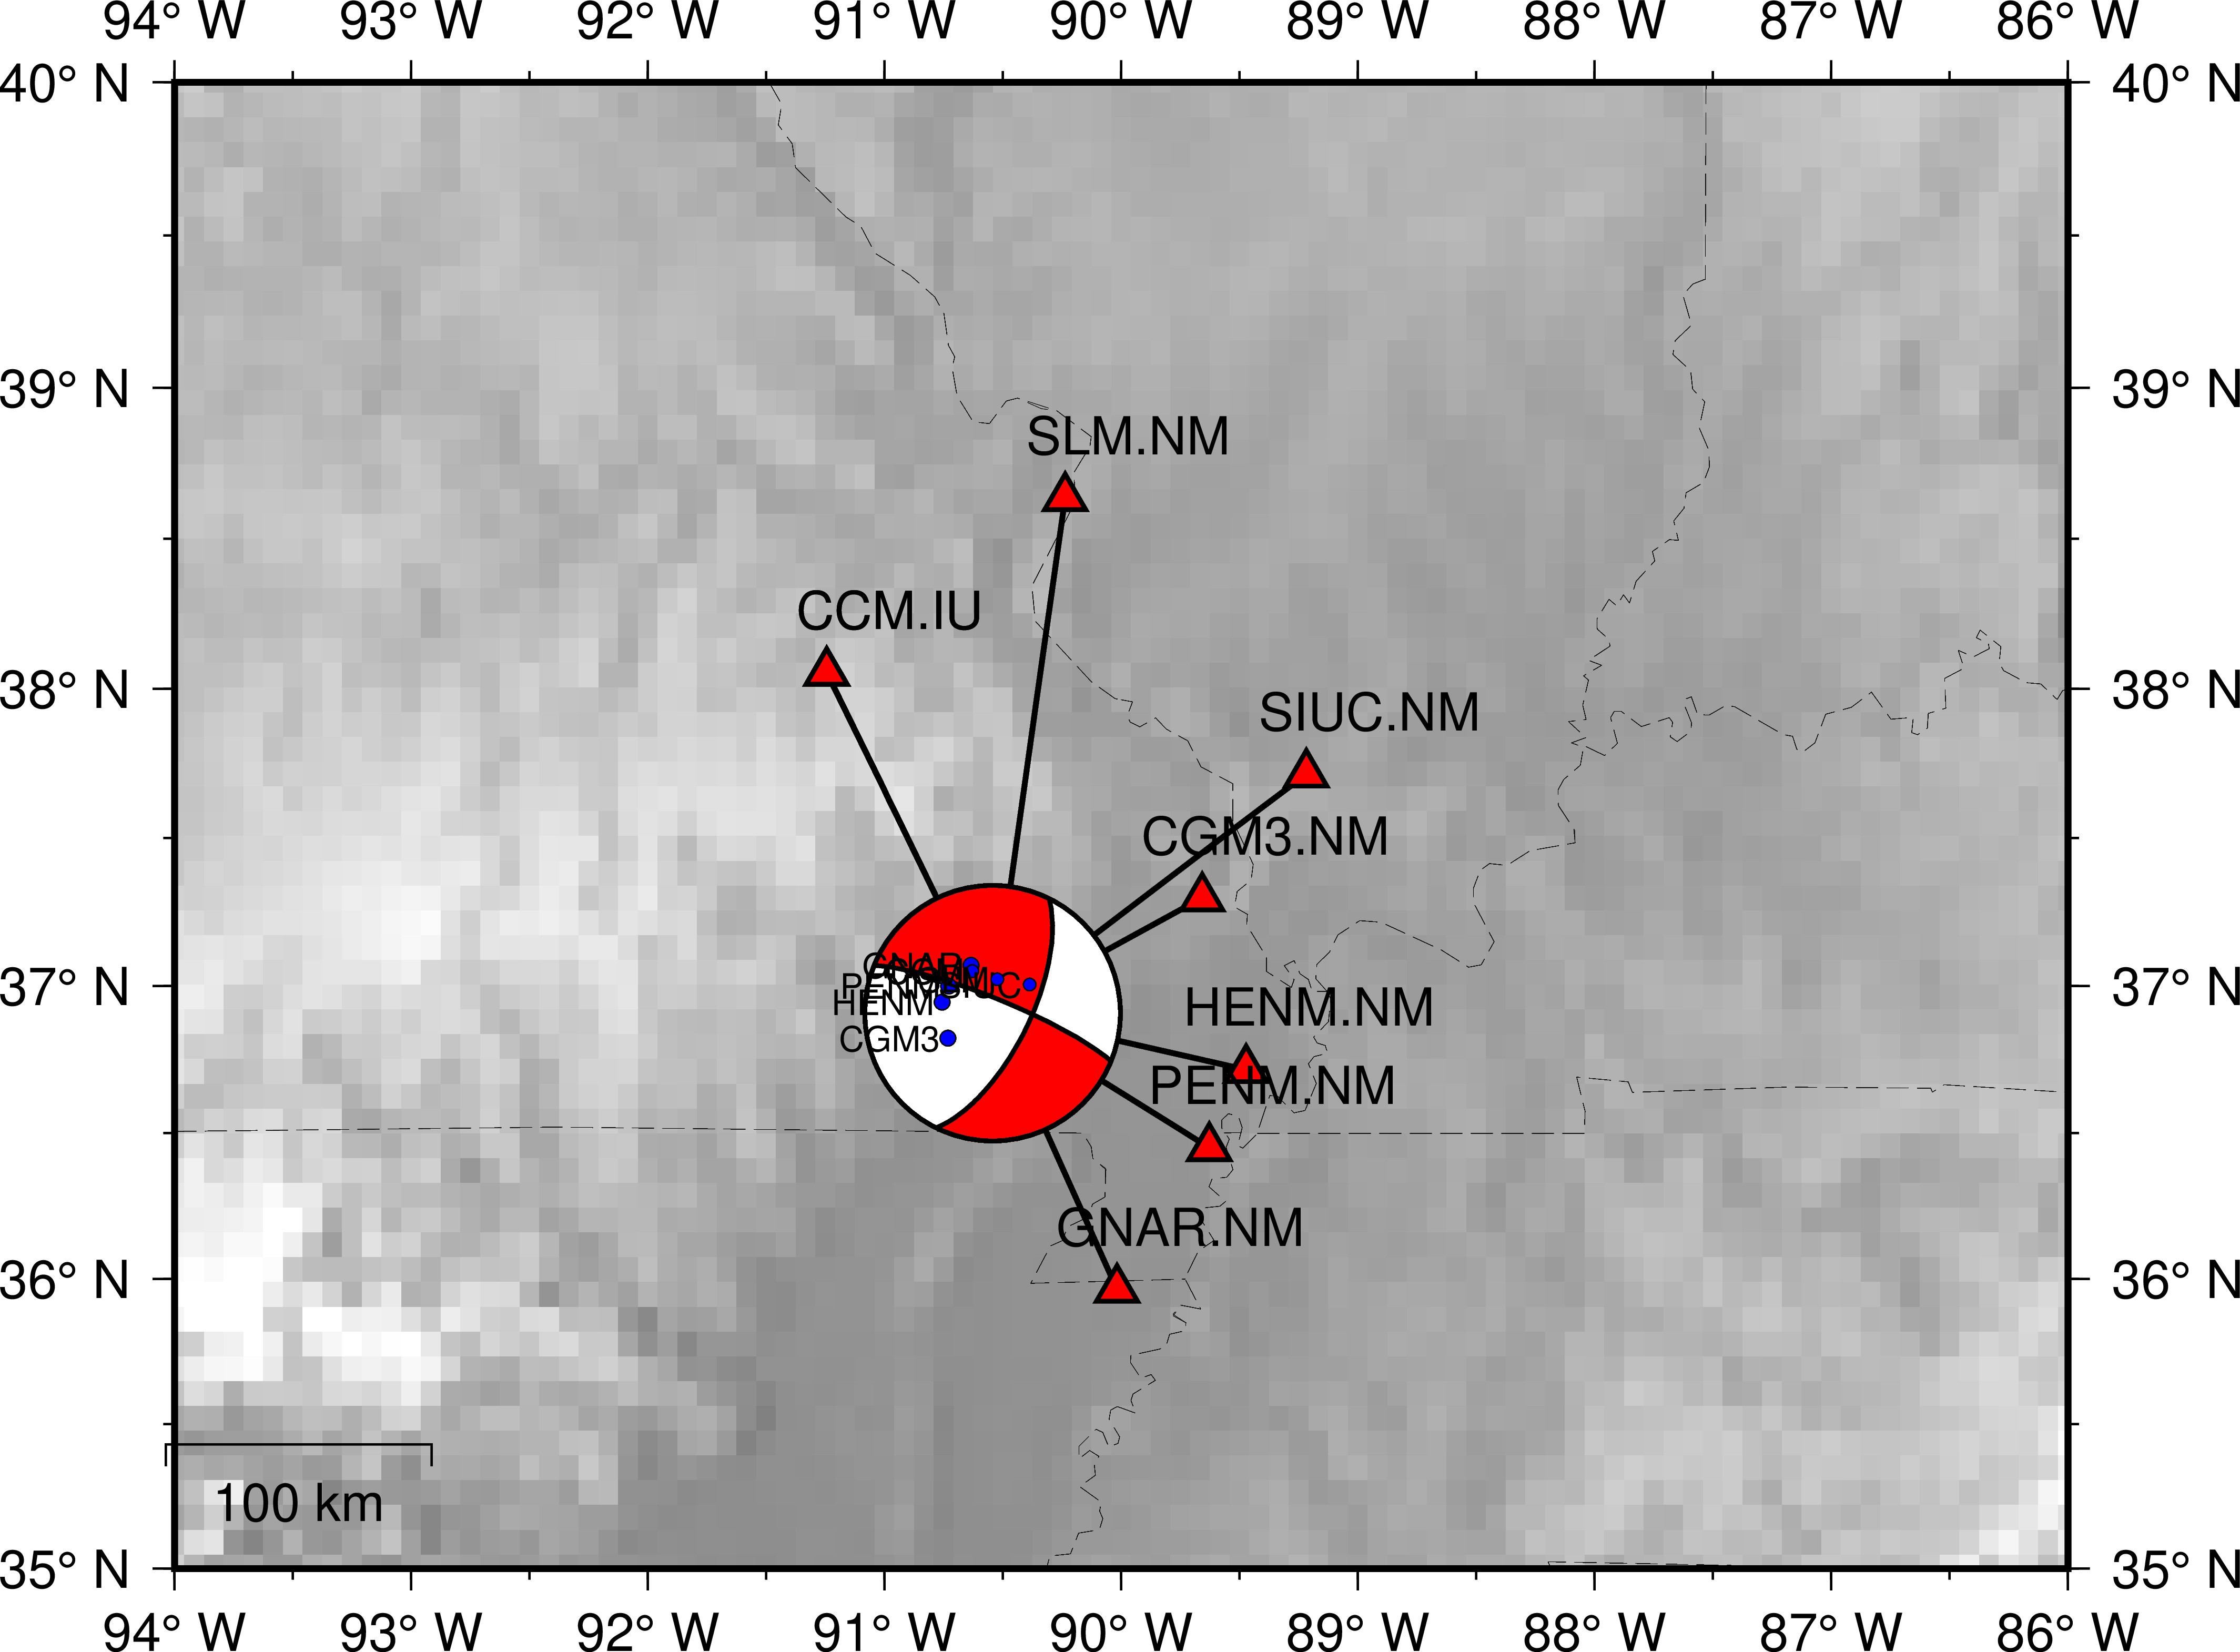 94° W 93° W 92° W 91° W 90° W 89° W 88° W 87° W 86° W
40° N 40° N
39° N 39° N
SLM.NM
CCM.IU
SIUC.NM
CGM3.NM
GNAR
37° N 37° N
PENM
HENM
HENM.NM
CGM3
PENM.NM
38° N 38° N
GNAR.NM
36° N 36° N
100 km
35° N 35° N
94° W 93° W 92° W 91° W 90° W 89° W 88° W 87° W 86° W